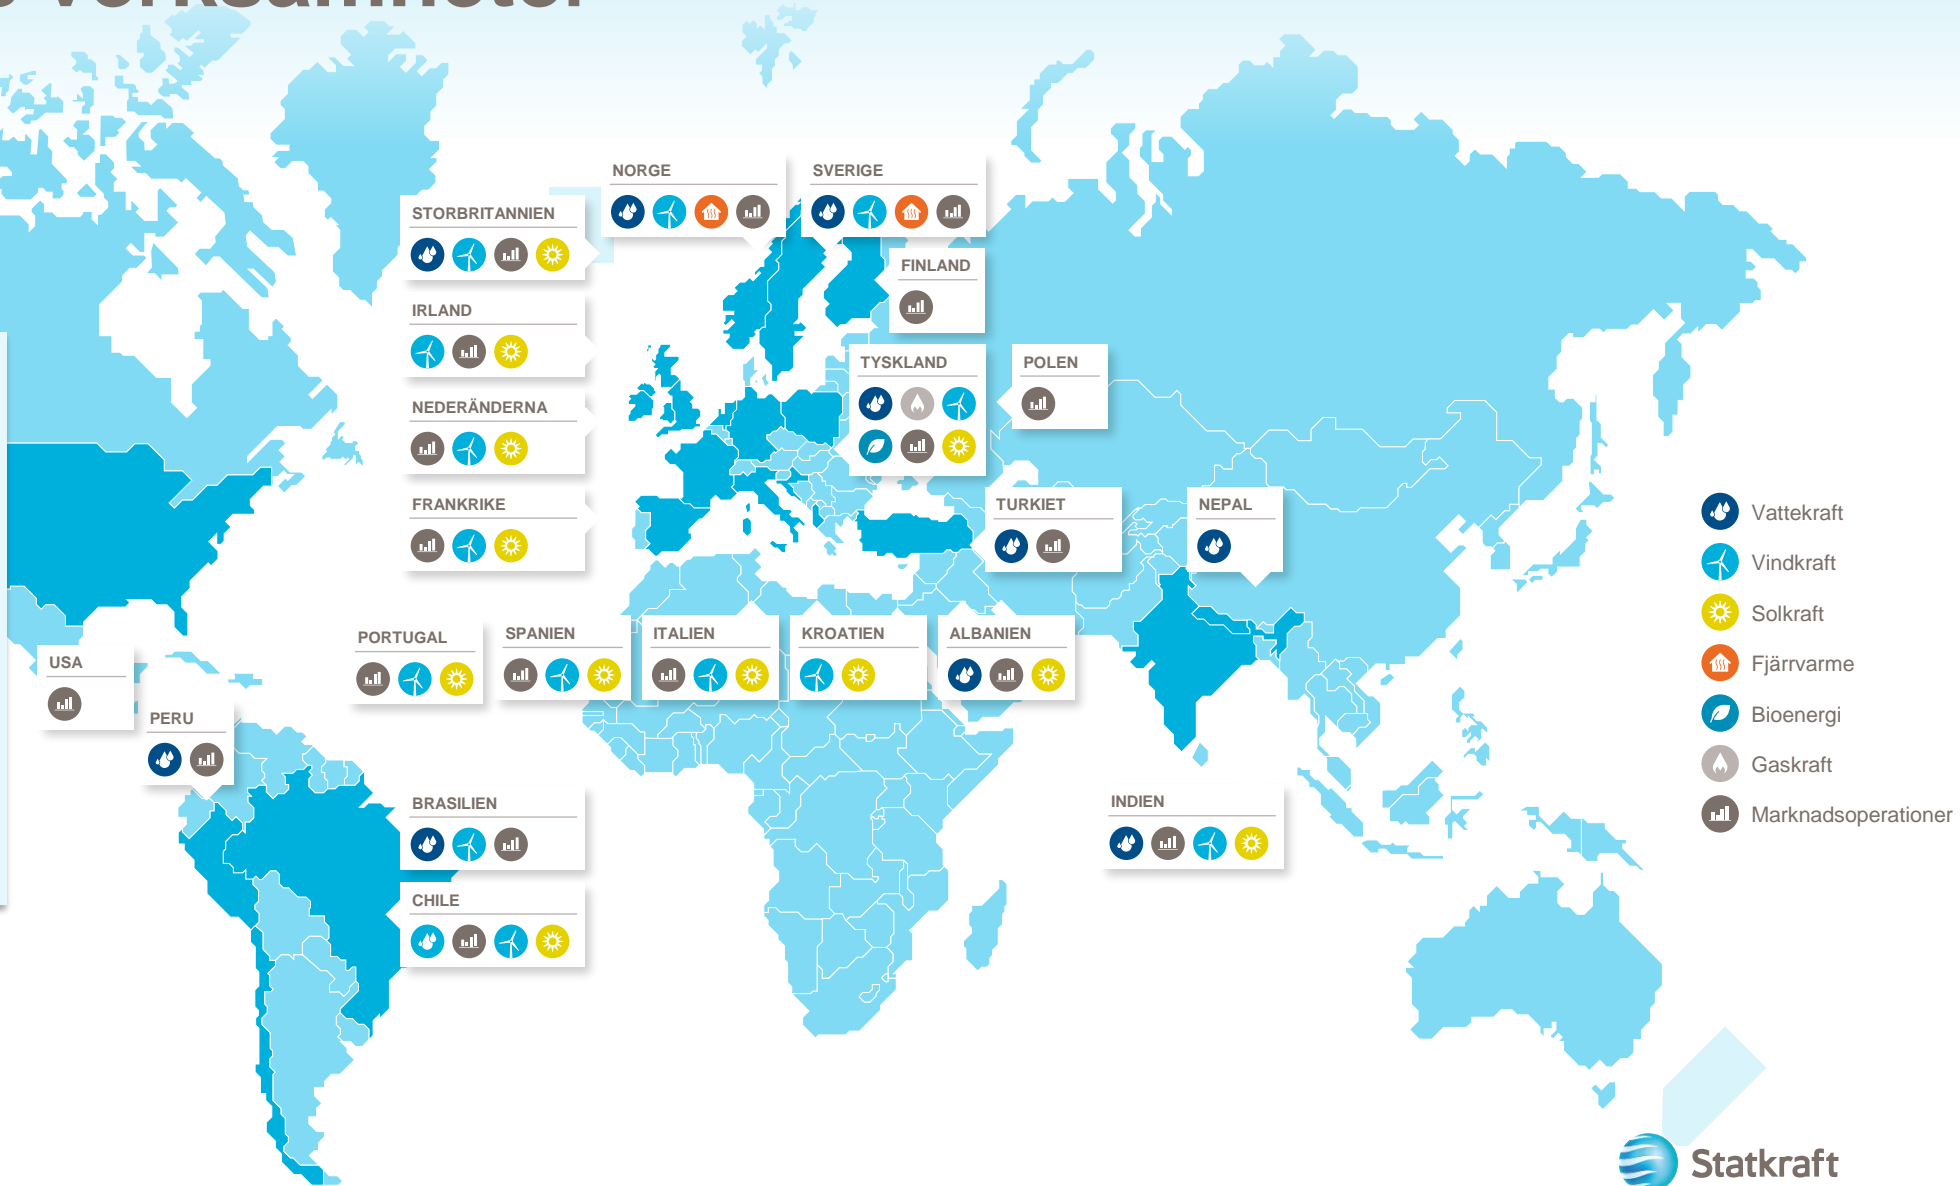 verksamheter
NORGE
SVERIGE
STORBRITANNIEN
FINLAND
IRLAND
TYSKLAND
POLEN
NEDERÄNDERNA
FRANKRIKE
TURKIET
NEPAL
Vattekraft
Vindkraft
Solkraft
Fjärrvarme
Bioenergi
Gaskraft
Marknadsoperationer
PORTUGAL
SPANIEN
ITALIEN
KROATIEN
ALBANIEN
USA
PERU
BRASILIEN
INDIEN
CHILE
Statkraft